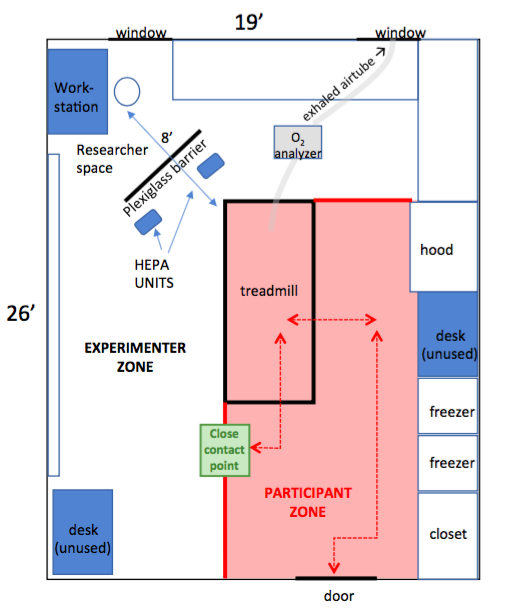 19’
window
window
Work-
station
exhaled airtube
8’
O2
analyzer
Researcher
space
Plexiglass barrier
hood
HEPA
UNITS
treadmill
26’
desk
(unused)
EXPERIMENTER
ZONE
freezer
Close
contact
point
freezer
PARTICIPANT
ZONE
desk
(unused)
closet
door